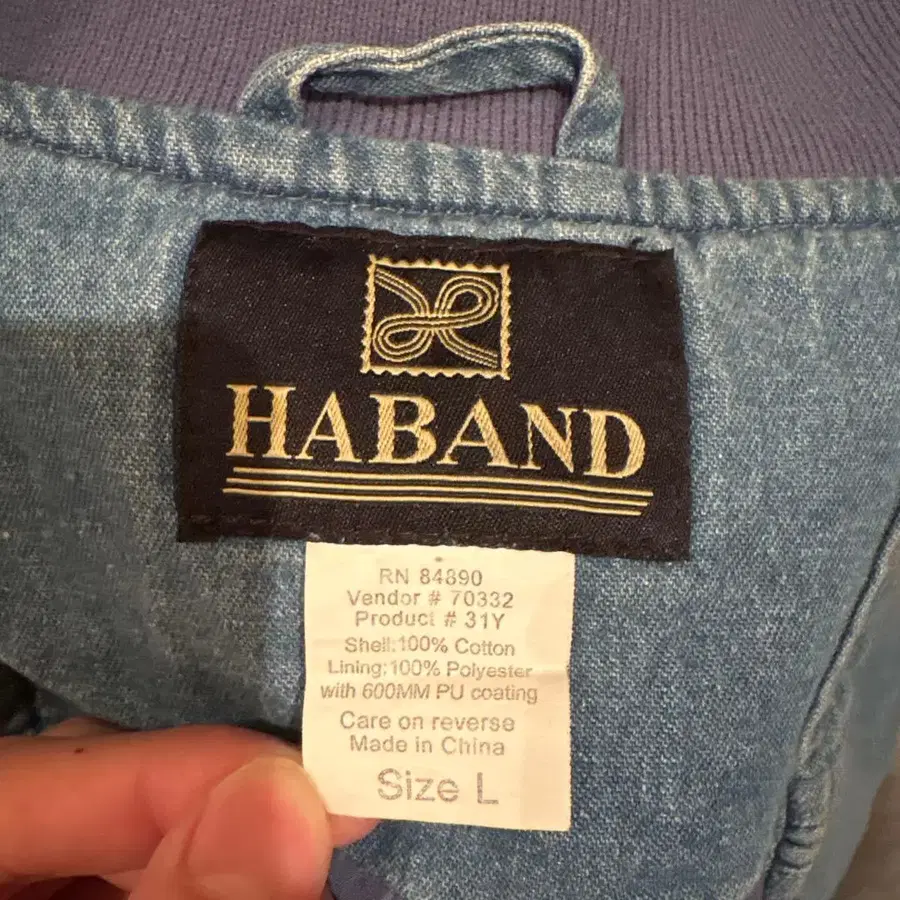 HABAND
RN 84890
Vendor # 70332
Product # 31Y
Shell:100% Cotton
Lining:100% Polyester
with 600MM PU coating
Care on reverse
Made in China
Size L